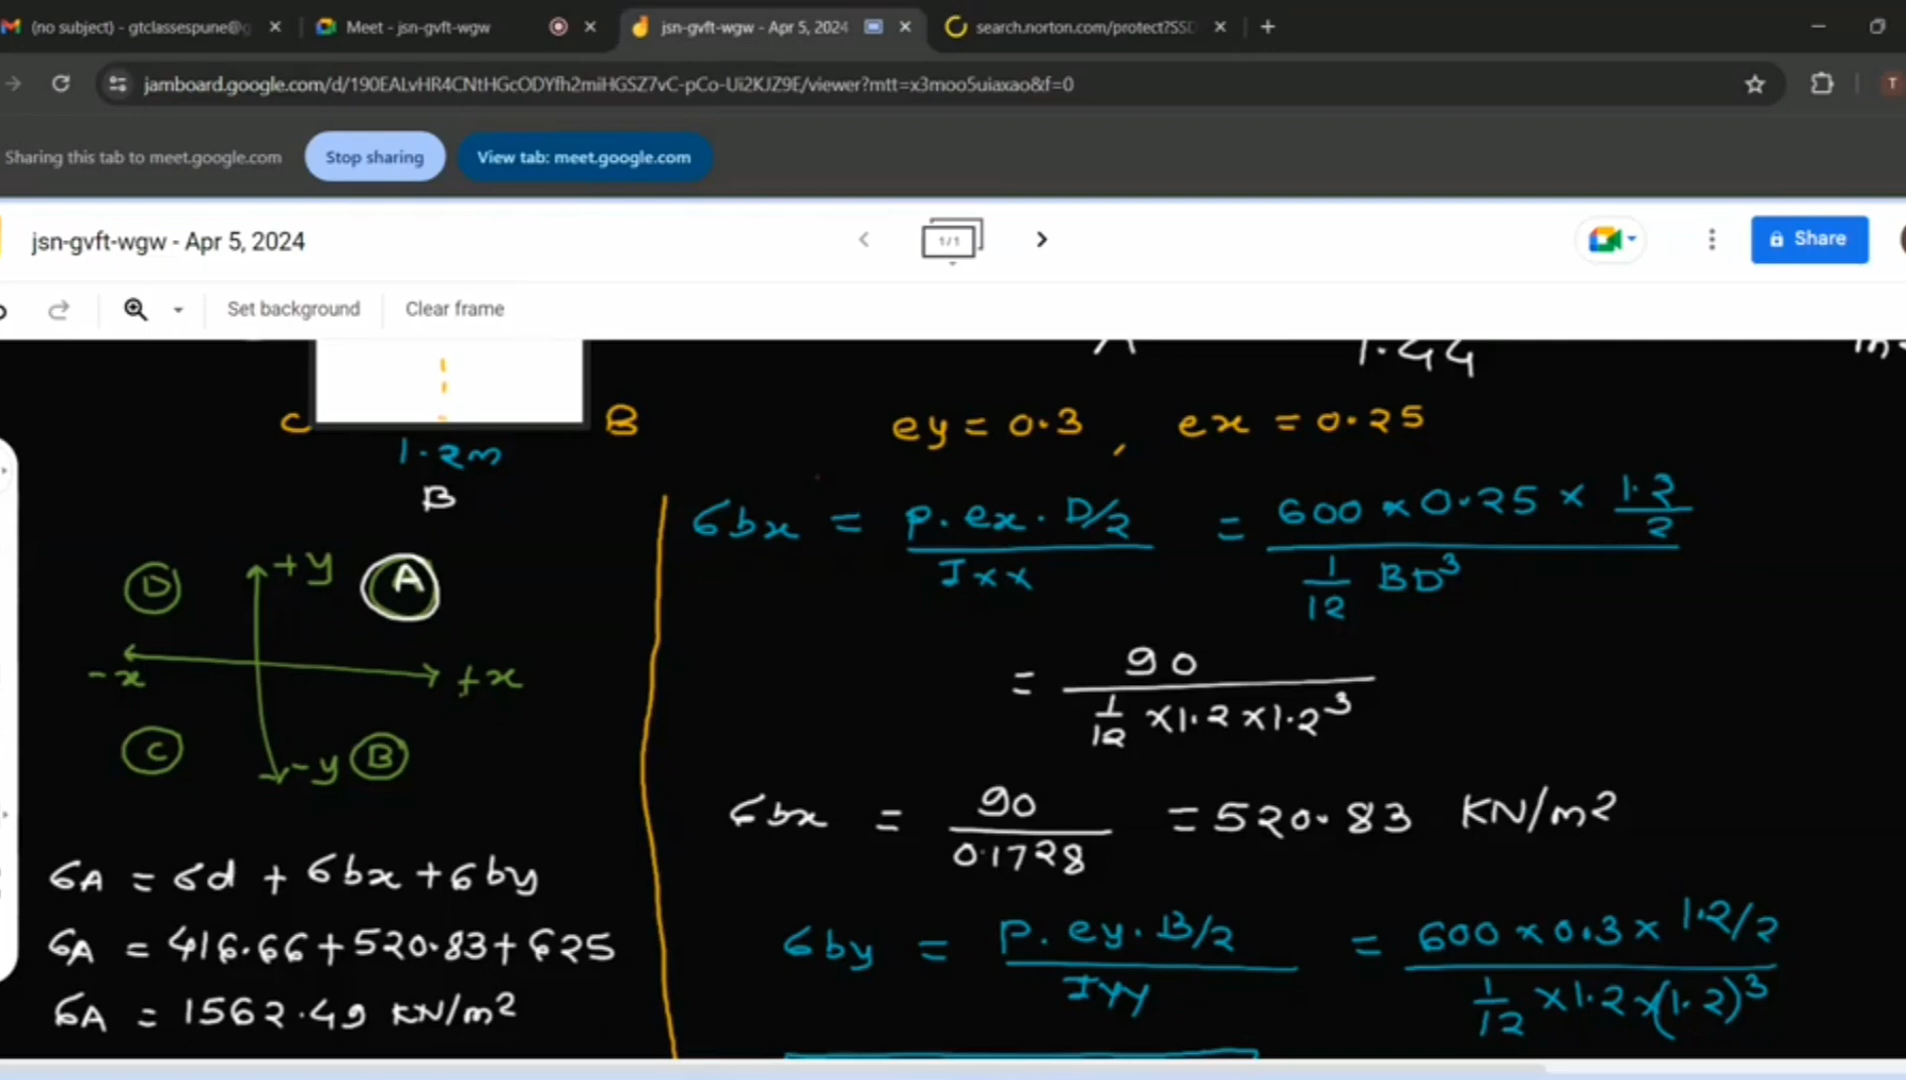 (no subject) - gtclassespune@g
Meet - jsn-gvft-wgw
jsn-gvft-wgw - Apr 5, 2024
search.norton.com/protect?SSD
jamboard.google.com/d/190EALvHR4CNtHGcODYfh2miHGSZ7vC-pCo-Ui2KJZ9E/viewer?mtt=x3moo5uiaxao&f=0
T
Sharing this tab to meet.google.com
Stop sharing
View tab: meet.google.com
jsn-gvft-wgw - Apr 5, 2024
1/1
Share
Set background
Clear frame
A 1.44
C B
1.2m
B
ey = 0.3 , ex = 0.25
σbx = P.ex.D/2 / Ixx = 600 × 0.25 × 1.2/2 / 1/12 BD³
= 90 / 1/12 ×1.2×1.2³
σbx = 90 / 0.1728 = 520.83 KN/m²
σby = P.ey.B/2 / Iyy = 600 × 0.3 × 1.2/2 / 1/12 ×1.2×(1.2)³
D +y A
-x +x
C -y B
σA = σd + σbx + σby
σA = 416.66+520.83+625
σA = 1562.49 KN/m²